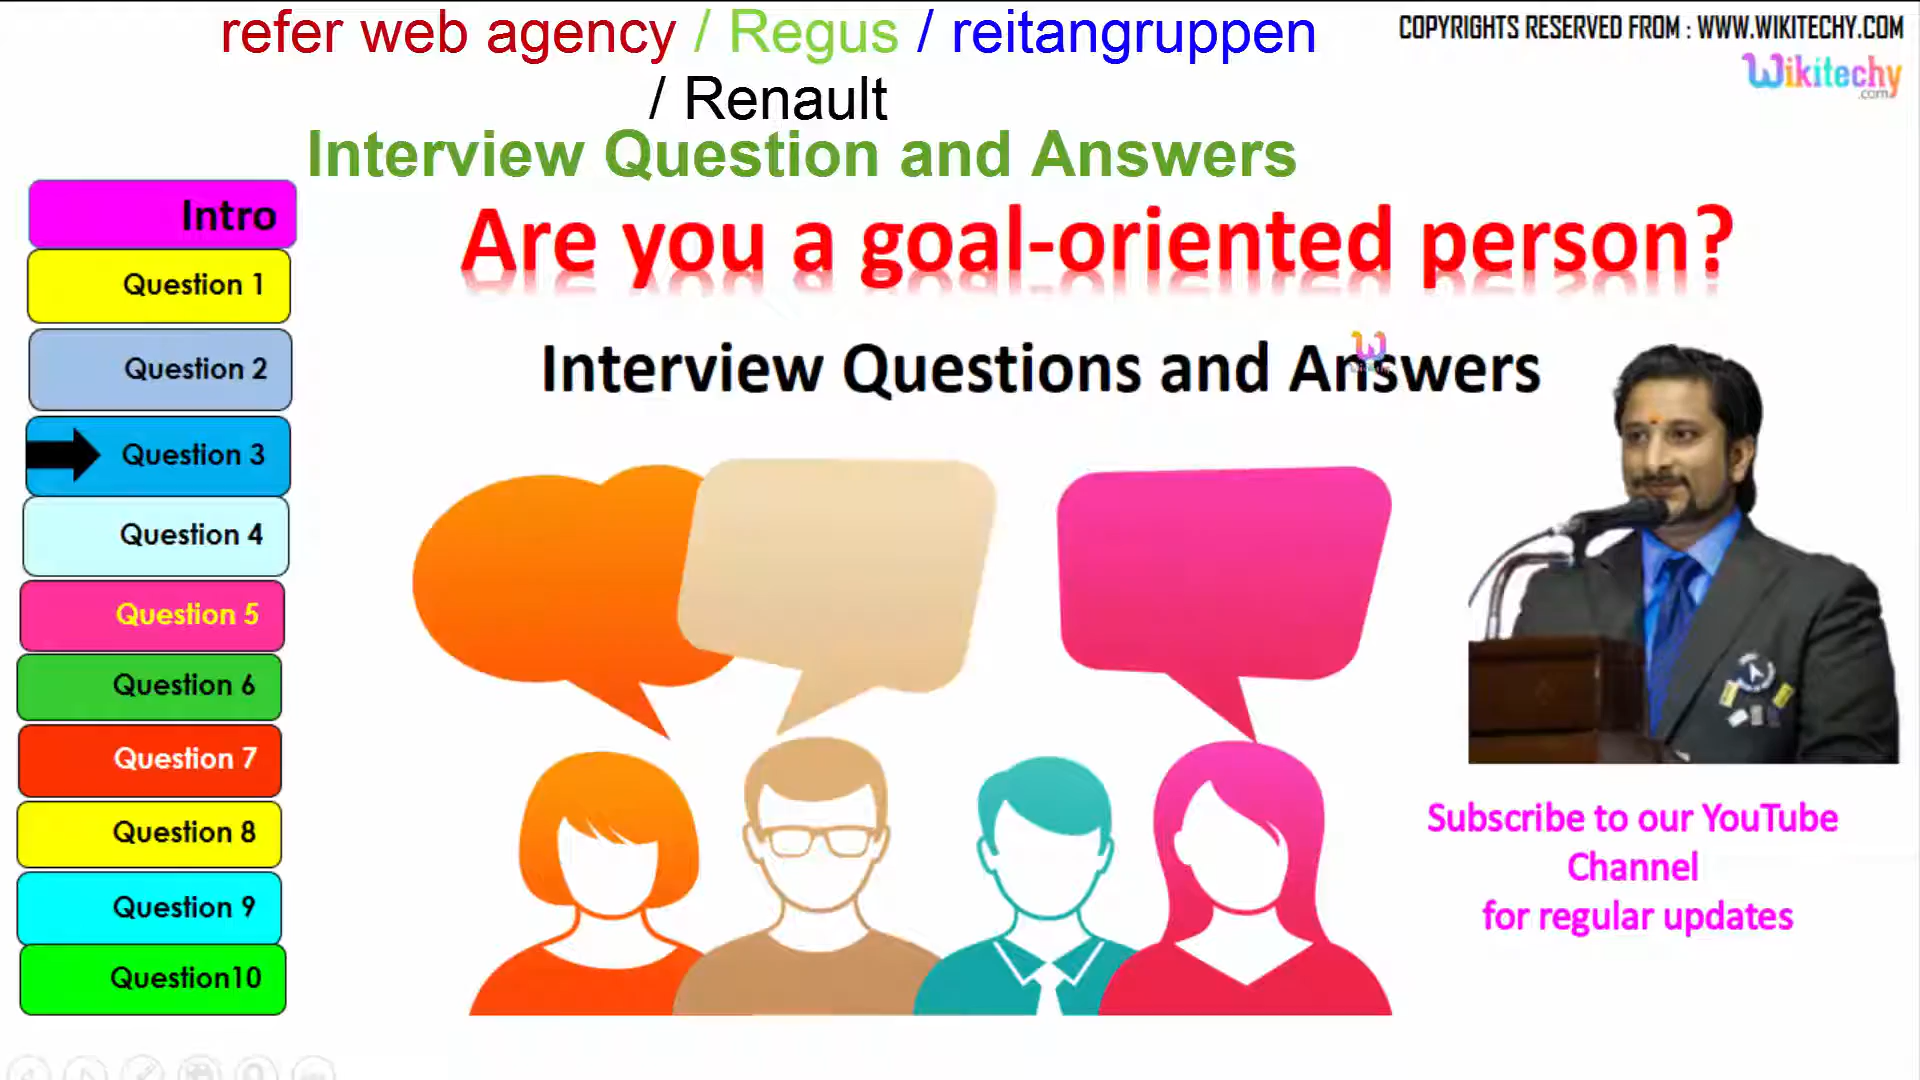 refer web agency / Regus / reitangruppen
/ Renault
COPYRIGHTS RESERVED FROM : WWW.WIKITECHY.COM
Wikitechy
.com
Interview Question and Answers
Are you a goal-oriented person?
Interview Questions and Answers
Intro
Question 1
Question 2
Question 3
Question 4
Question 5
Question 6
Question 7
Question 8
Question 9
Question10
Subscribe to our YouTube
Channel
for regular updates